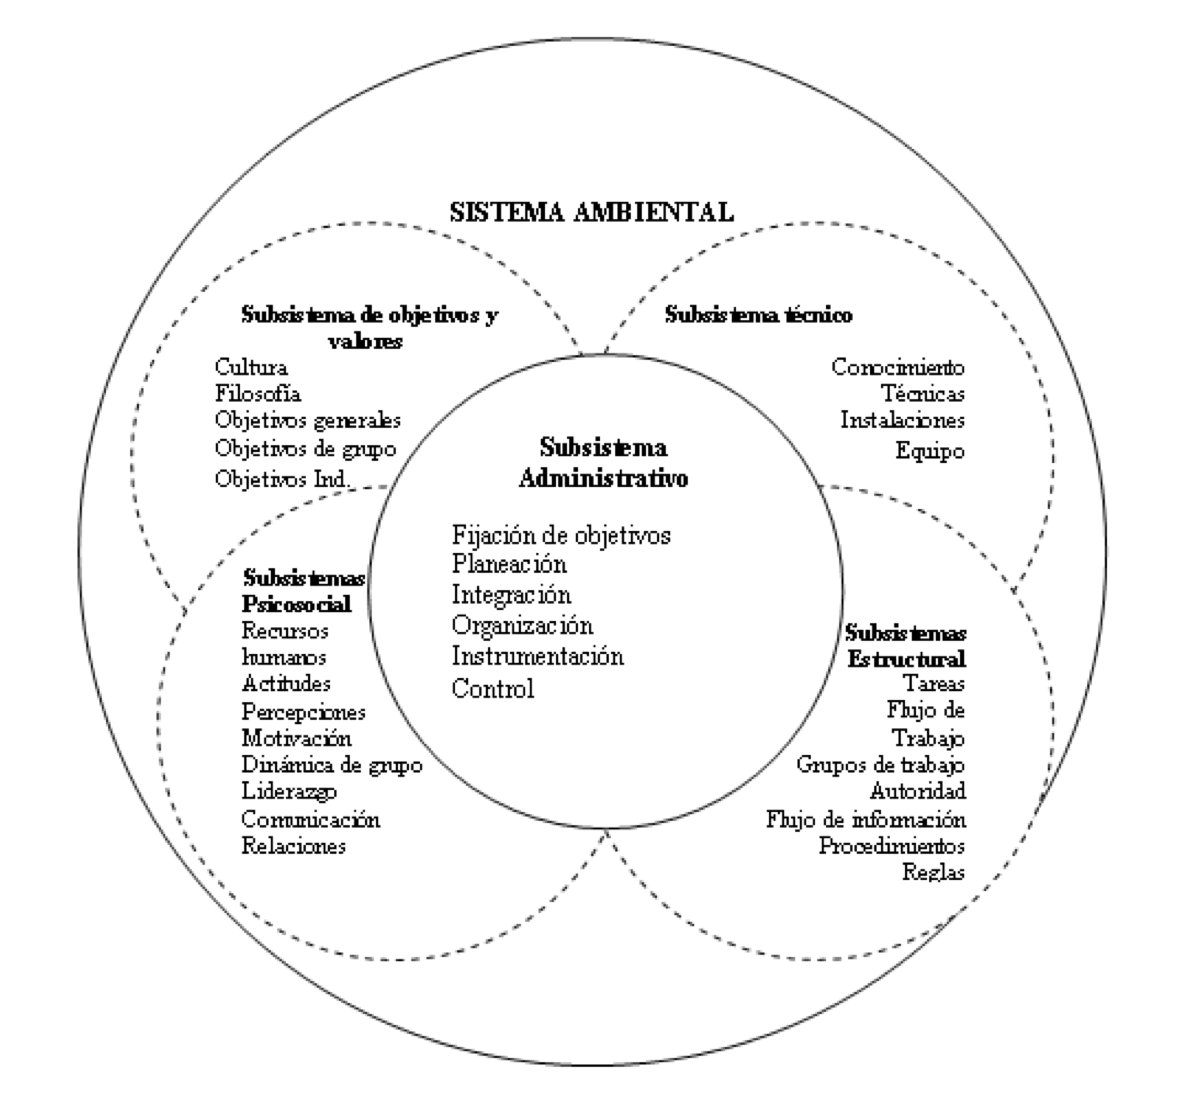 SISTEMA AMBIENTAL
Subsistema de objetivos y
valores
Cultura
Filosofía
Objetivos generales
Objetivos de grupo
Objetivos Ind.
Subsistema técnico
Conocimiento
Técnicas
Instalaciones
Equipo
Subsistema
Administrativo
Fijación de objetivos
Planeación
Integración
Organización
Instrumentación
Control
Subsistemas
Psicosocial
Recursos
humanos
Actitudes
Percepciones
Motivación
Dinámica de grupo
Liderazgo
Comunicación
Relaciones
Subsistemas
Estructural
Tareas
Flujo de
Trabajo
Grupos de trabajo
Autoridad
Flujo de información
Procedimientos
Reglas